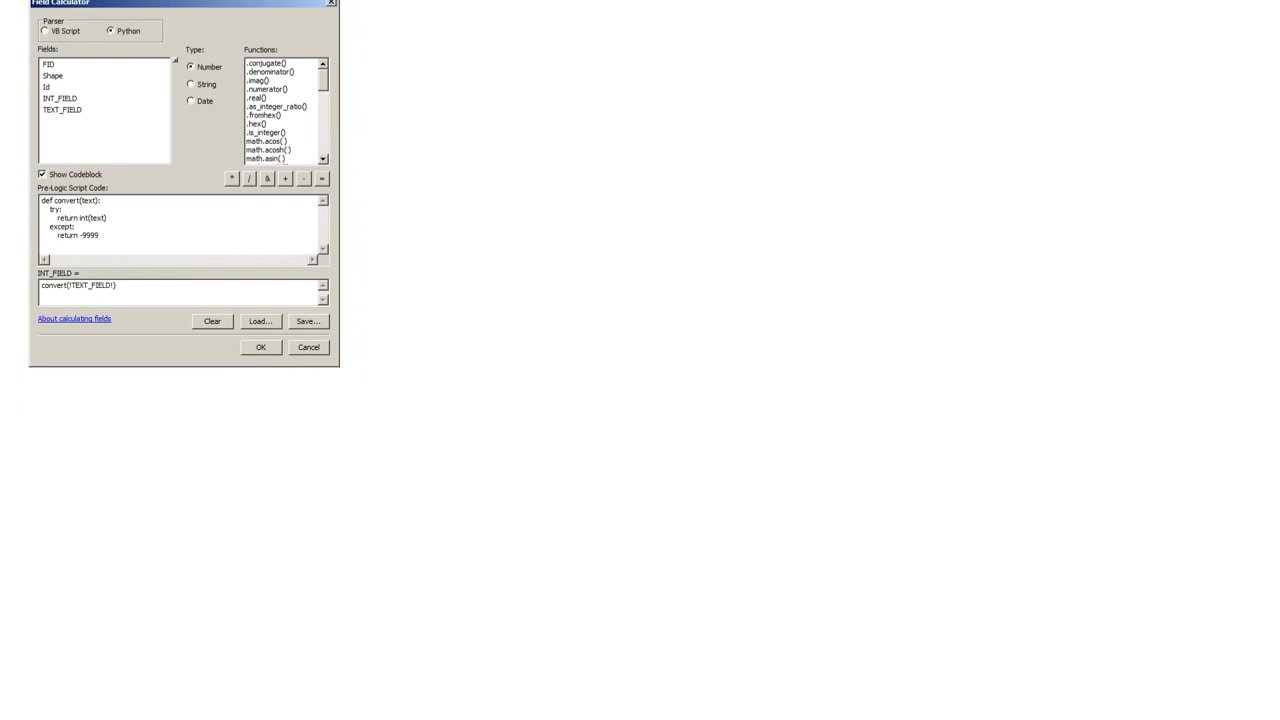 Field Calculator
Parser
VB Script
Python
Fields:
Type:
Functions:
FID
Shape
Id
INT_FIELD
TEXT_FIELD
Number
String
Date
.conjugate()
.denominator()
.imag()
.numerator()
.real()
.as_integer_ratio()
.fromhex()
.hex()
.is_integer()
math.acos( )
math.acosh( )
math.asin( )
Show Codeblock
* / & + - =
Pre-Logic Script Code:
def convert(text):
try:
return int(text)
except:
return -9999
INT_FIELD =
convert(!TEXT_FIELD!)
About calculating fields
Clear
Load...
Save...
OK
Cancel